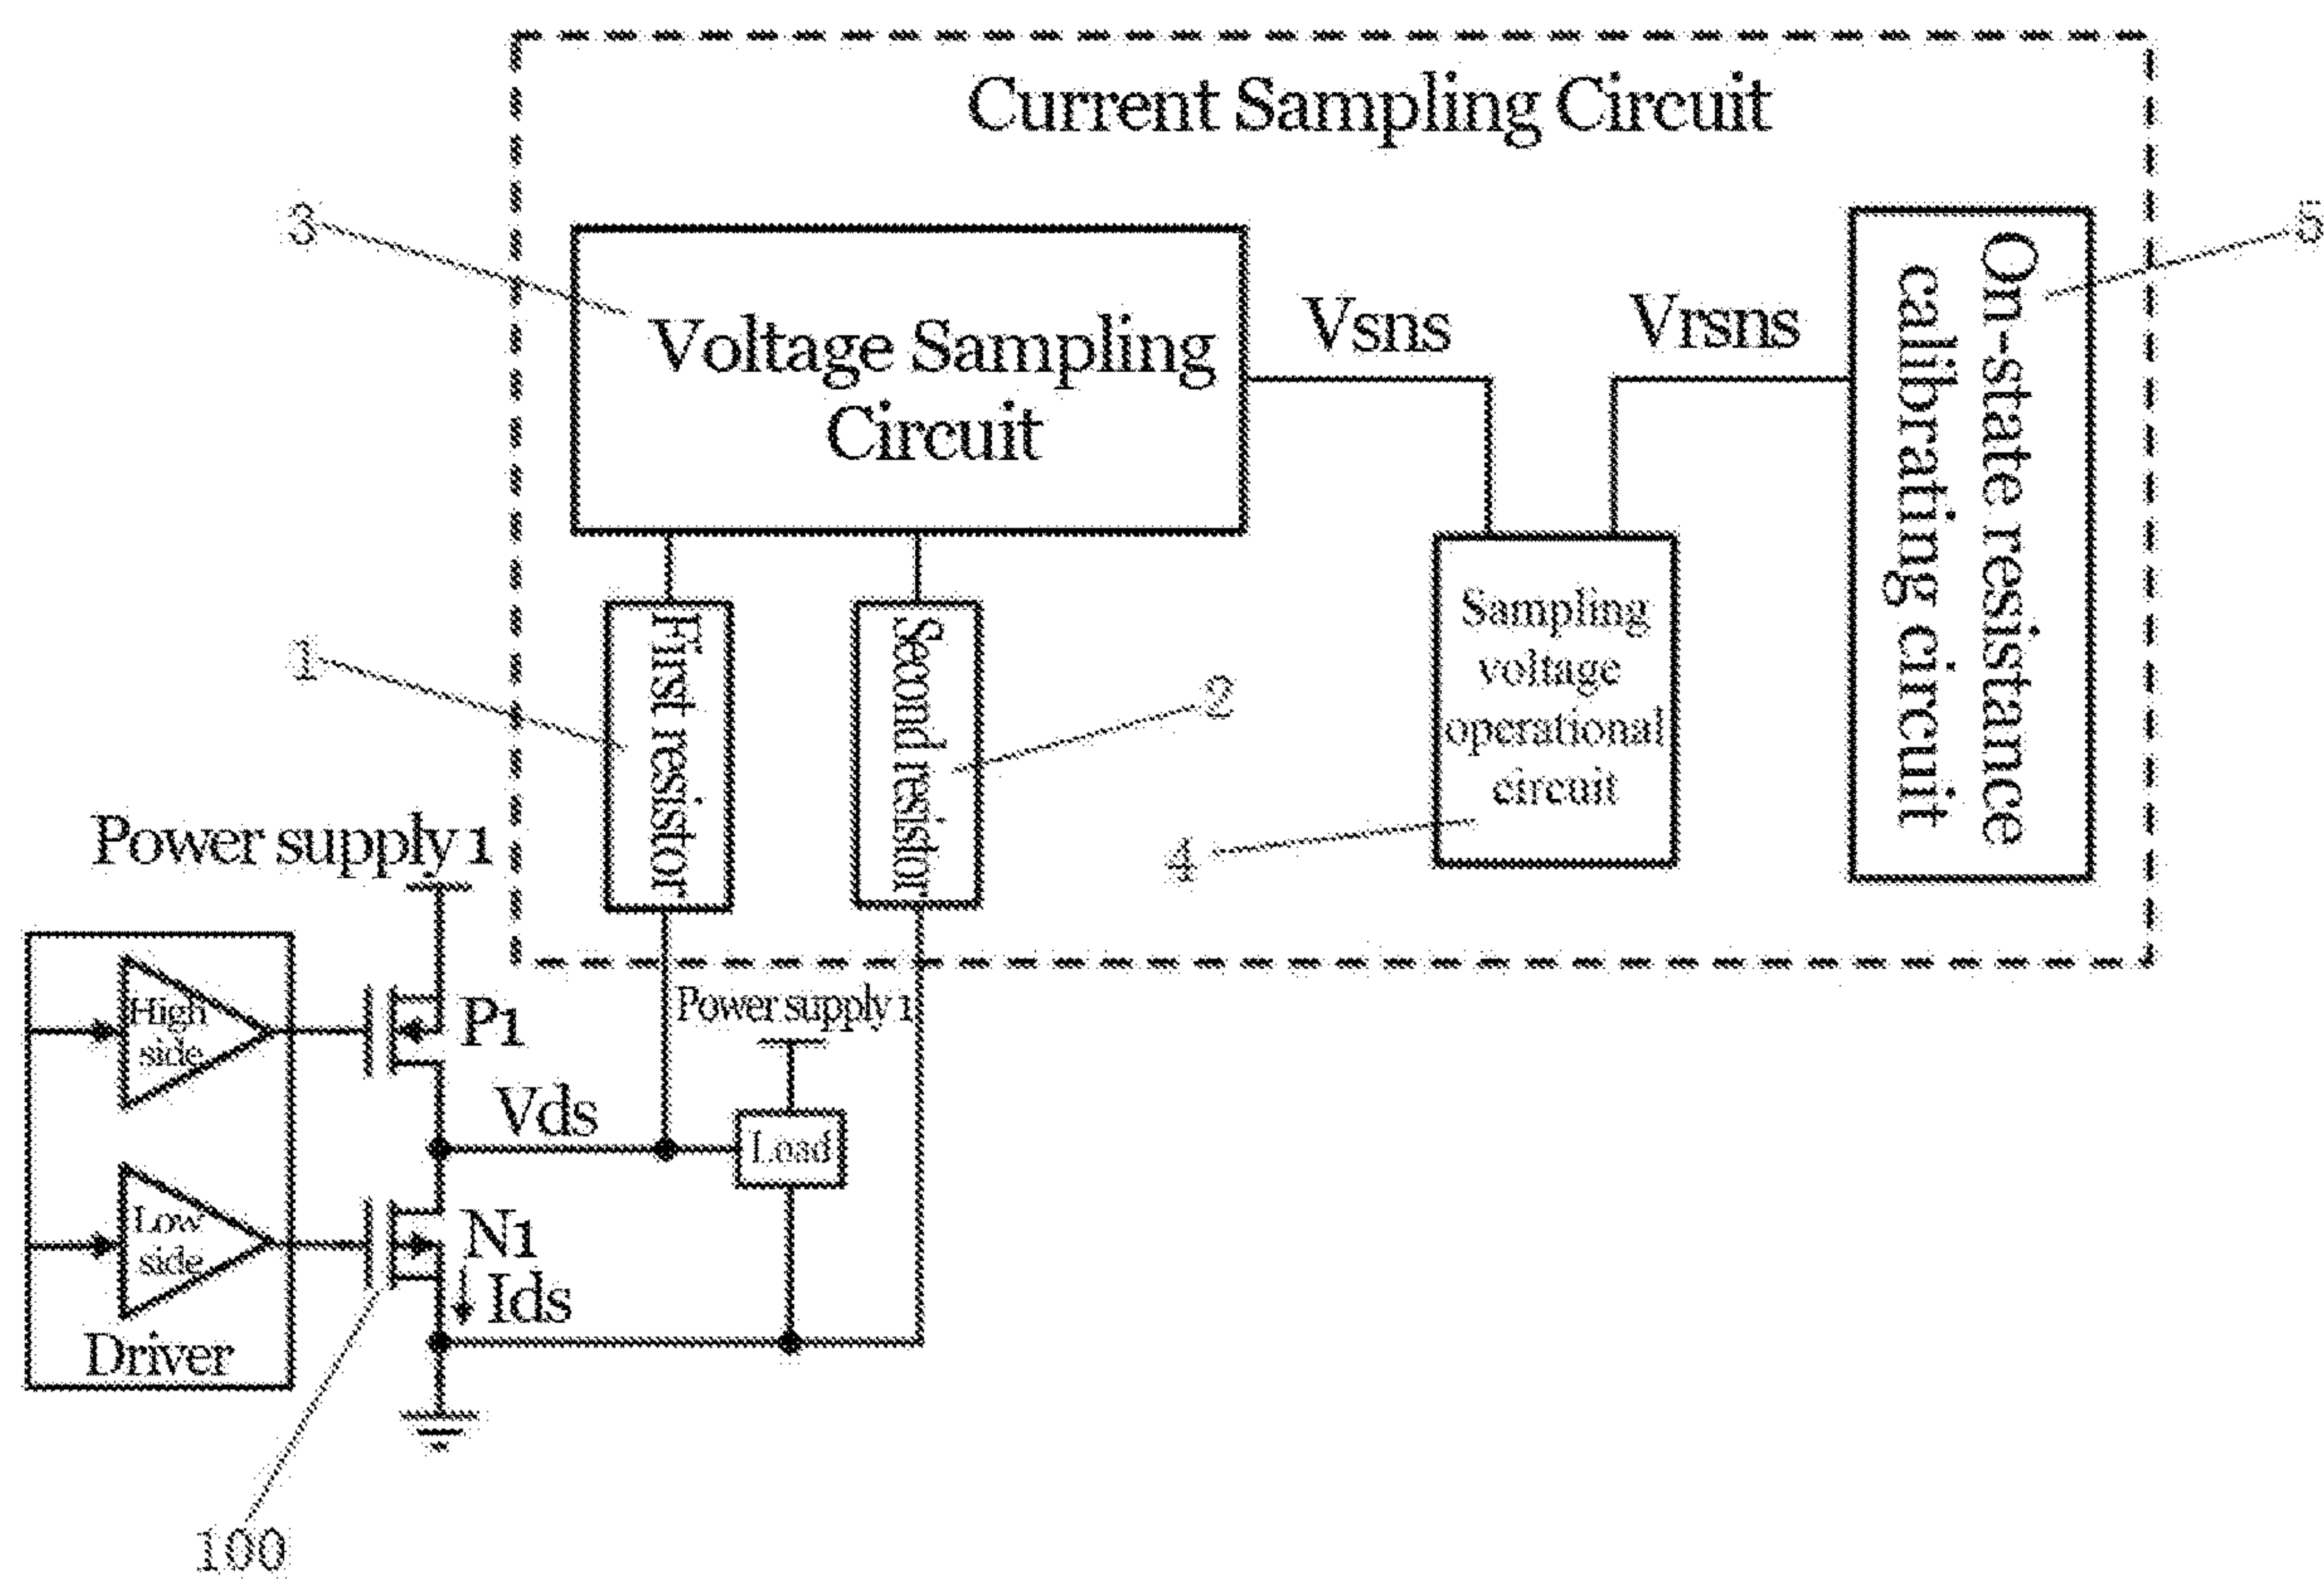 Current Sampling Circuit
3
5
Voltage Sampling
Circuit
Vsns
Vrsns
On-state resistance
calibrating circuit
1
First resistor
Second resistor
2
Sampling
voltage
operational
circuit
4
Power supply 1
High
side
P1
Power supply 1
Vds
Load
Low
side
N1
Ids
Driver
100